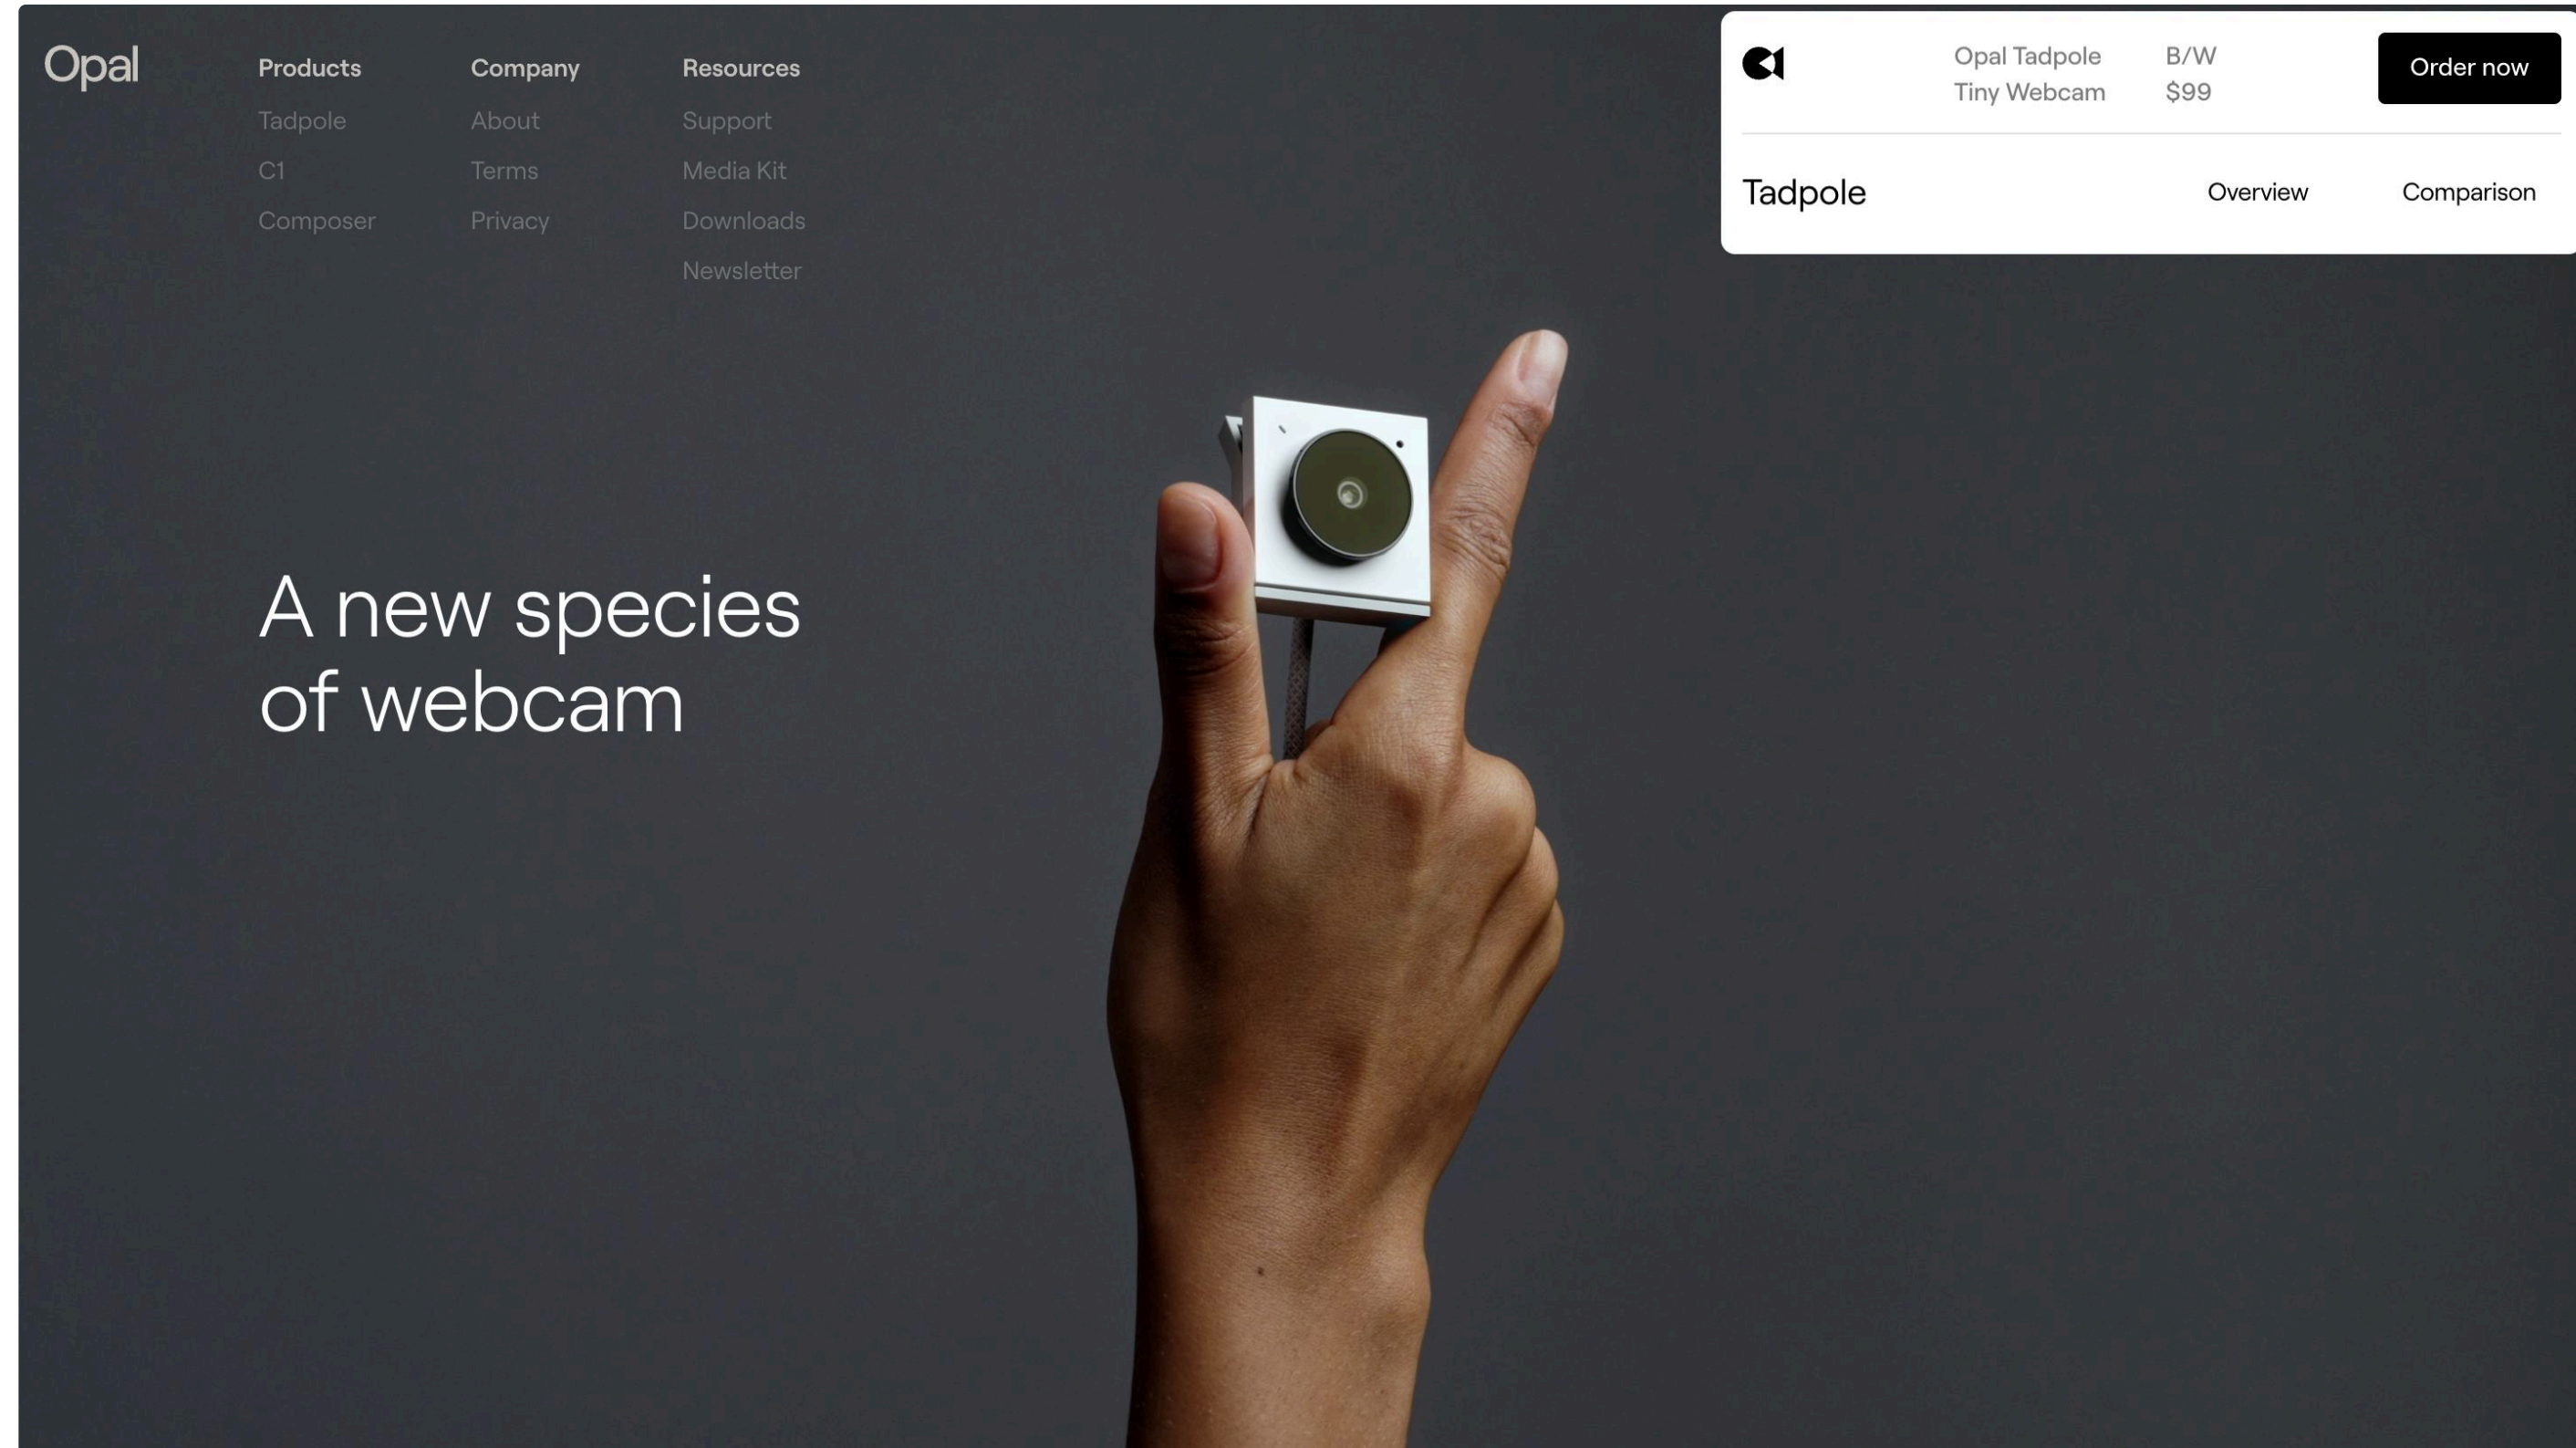 Opal
Products
Tadpole
C1
Composer
Company
About
Terms
Privacy
Resources
Support
Media Kit
Downloads
Newsletter
Opal Tadpole
Tiny Webcam
B/W
$99
Order now
Tadpole
Overview
Comparison
A new species
of webcam